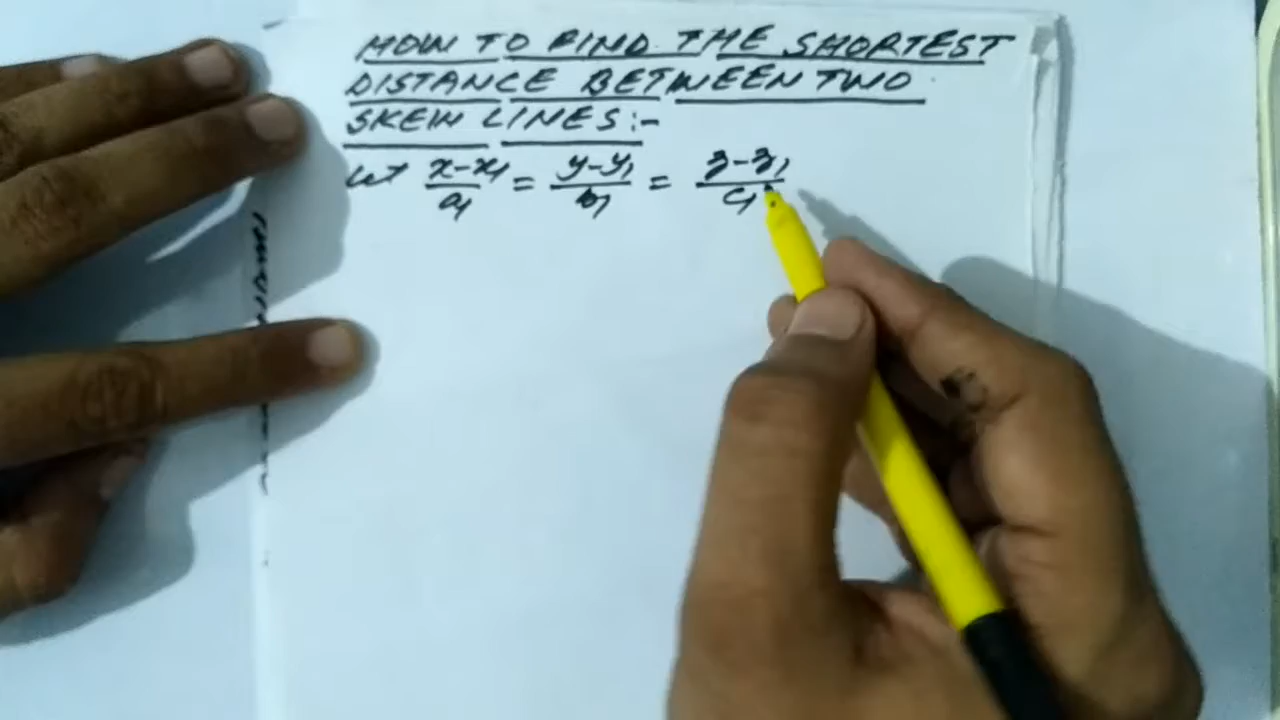 HOW TO FIND THE SHORTEST
DISTANCE BETWEEN TWO
SKEW LINES:-
Let x-x₁/a₁ = y-y₁/b₁ = z-z₁/c₁